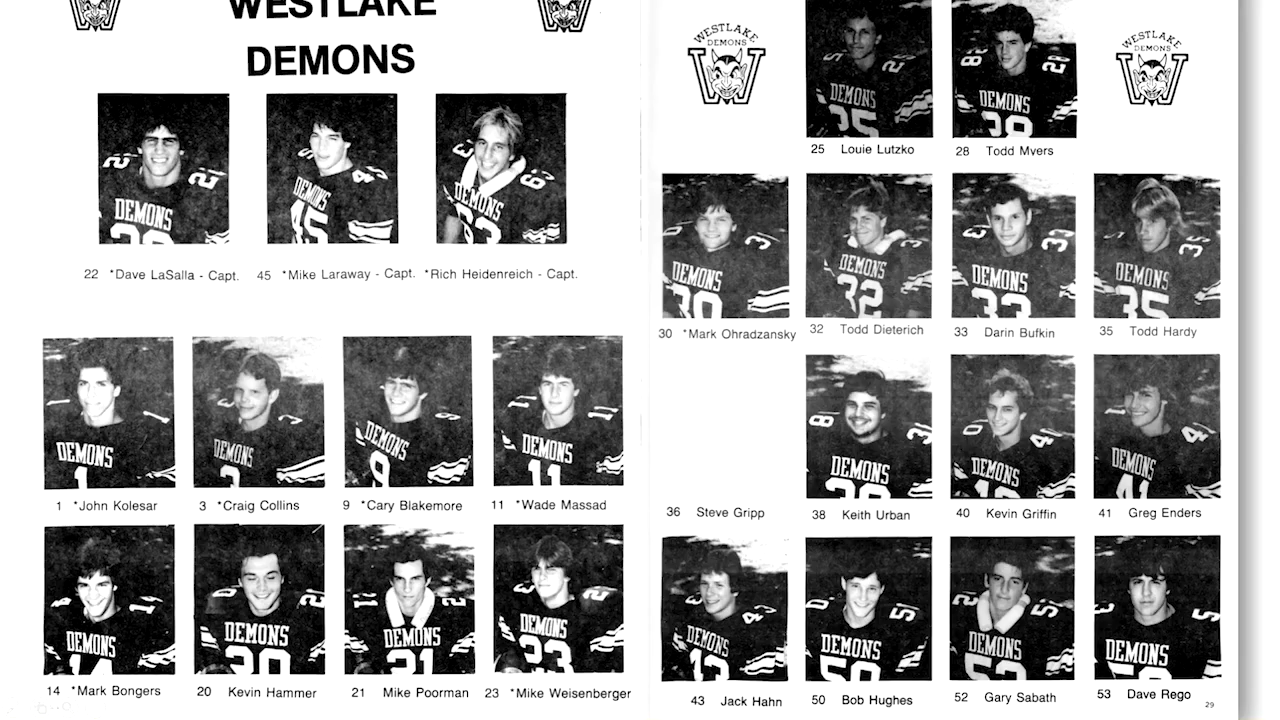 WESTLAKE
DEMONS
22 *Dave LaSalla - Capt.
45 *Mike Laraway - Capt.
*Rich Heidenreich - Capt.
1 *John Kolesar
3 *Craig Collins
9 *Cary Blakemore
11 *Wade Massad
14 *Mark Bongers
20 Kevin Hammer
21 Mike Poorman
23 *Mike Weisenberger
WESTLAKE
DEMONS
W
WESTLAKE
DEMONS
W
25 Louie Lutzko
28 Todd Myers
30 *Mark Ohradzansky
32 Todd Dieterich
33 Darin Bufkin
35 Todd Hardy
36 Steve Gripp
38 Keith Urban
40 Kevin Griffin
41 Greg Enders
43 Jack Hahn
50 Bob Hughes
52 Gary Sabath
53 Dave Rego
29